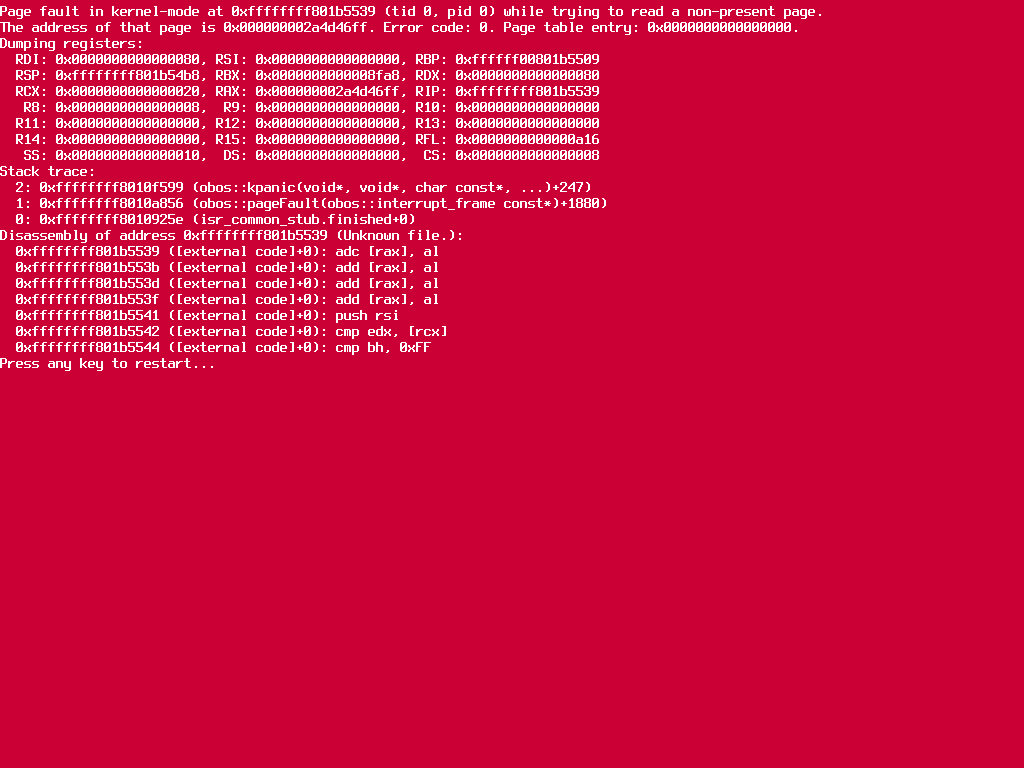 Page fault in kernel-mode at 0xffffffff801b5539 (tid 0, pid 0) while trying to read a non-present page.
The address of that page is 0x000000002a4d46ff. Error code: 0. Page table entry: 0x0000000000000000.
Dumping registers:
RDI: 0x0000000000000080, RSI: 0x0000000000000000, RBP: 0xffffff00801b5509
RSP: 0xffffffff801b54b8, RBX: 0x0000000000008fa8, RDX: 0x0000000000000080
RCX: 0x0000000000000020, RAX: 0x000000002a4d46ff, RIP: 0xffffffff801b5539
R8: 0x0000000000000008, R9: 0x0000000000000000, R10: 0x0000000000000000
R11: 0x0000000000000000, R12: 0x0000000000000000, R13: 0x0000000000000000
R14: 0x0000000000000000, R15: 0x0000000000000000, RFL: 0x0000000000000a16
SS: 0x0000000000000010, DS: 0x0000000000000000, CS: 0x0000000000000008
Stack trace:
2: 0xffffffff8010f599 (obos::kpanic(void*, void*, char const*, ...)+247)
1: 0xffffffff8010a856 (obos::pageFault(obos::interrupt_frame const*)+1880)
0: 0xffffffff8010925e (isr_common_stub.finished+0)
Disassembly of address 0xffffffff801b5539 (Unknown file.):
0xffffffff801b5539 ([external code]+0): adc [rax], al
0xffffffff801b553b ([external code]+0): add [rax], al
0xffffffff801b553d ([external code]+0): add [rax], al
0xffffffff801b553f ([external code]+0): add [rax], al
0xffffffff801b5541 ([external code]+0): push rsi
0xffffffff801b5542 ([external code]+0): cmp edx, [rcx]
0xffffffff801b5544 ([external code]+0): cmp bh, 0xFF
Press any key to restart...